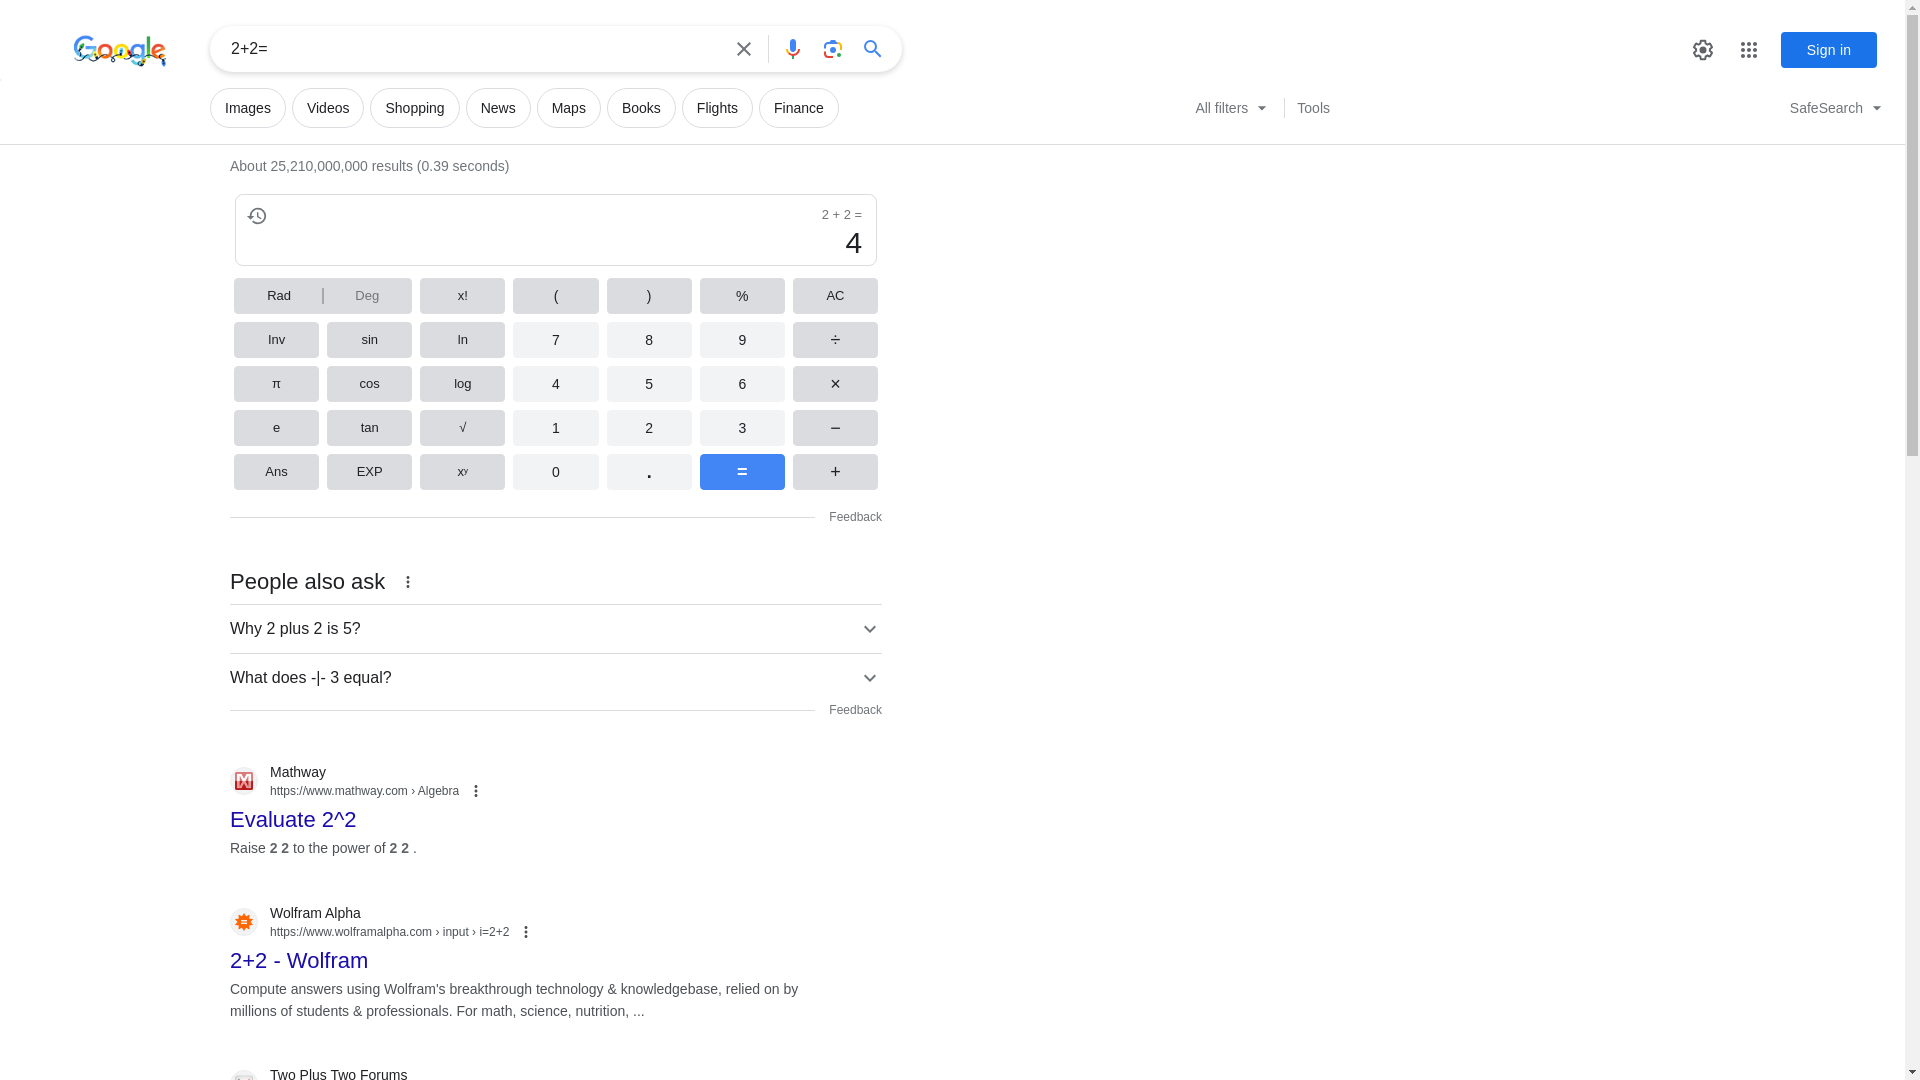 Google
2+2=
Sign in
Images Videos Shopping News Maps Books Flights Finance All filters Tools SafeSearch
About 25,210,000,000 results (0.39 seconds)
2 + 2 =
4
Rad Deg x! ( ) % AC
Inv sin ln 7 8 9 ÷
π cos log 4 5 6 ×
e tan √ 1 2 3 −
Ans EXP xʸ 0 . = +
Feedback
People also ask
Why 2 plus 2 is 5?
What does -|- 3 equal?
Feedback
Mathway
https://www.mathway.com › Algebra
Evaluate 2^2
Raise 2 2 to the power of 2 2 .
Wolfram Alpha
https://www.wolframalpha.com › input › i=2+2
2+2 - Wolfram
Compute answers using Wolfram's breakthrough technology & knowledgebase, relied on by
millions of students & professionals. For math, science, nutrition, ...
Two Plus Two Forums